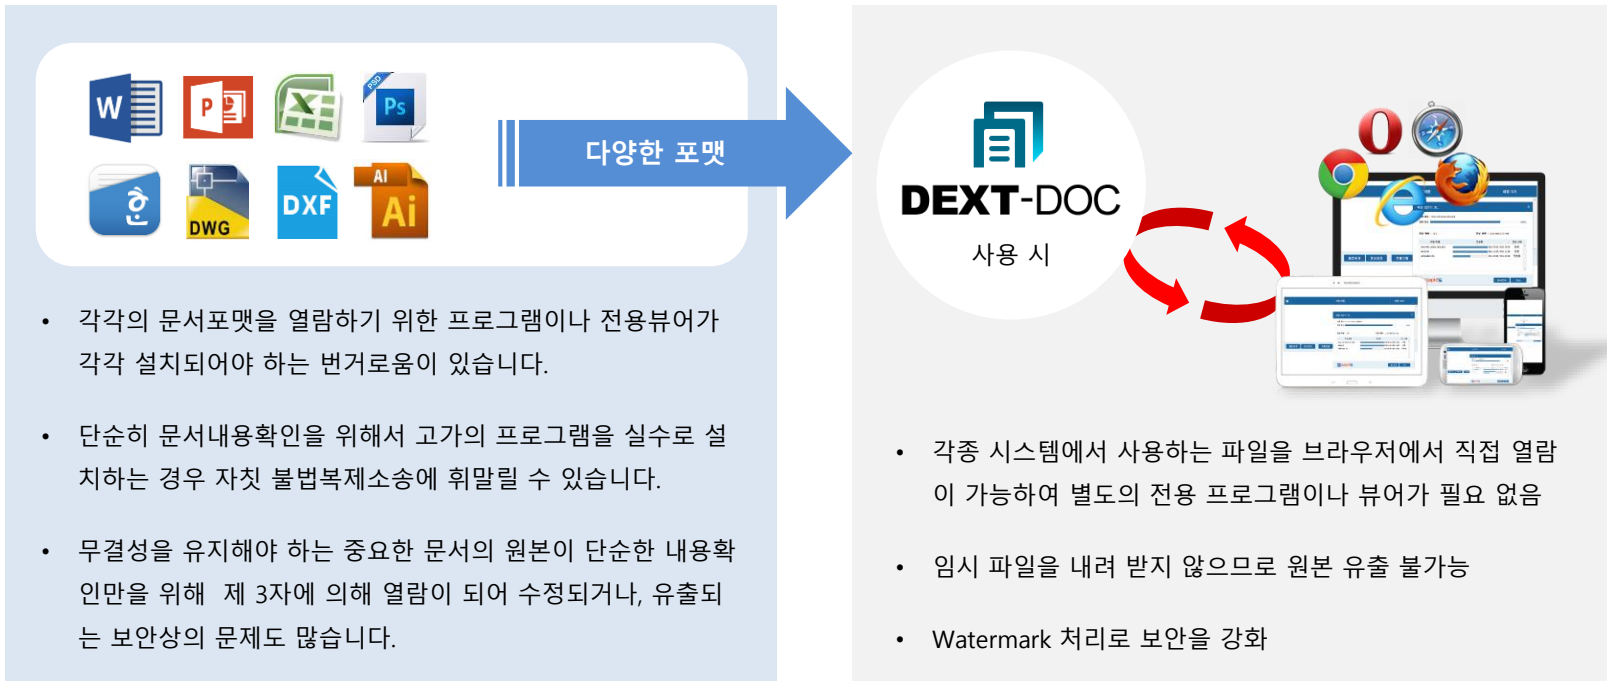 W
P
X
PSD
Ps
한
DWG
DXF
AI
Ai
다양한 포맷
각각의 문서포맷을 열람하기 위한 프로그램이나 전용뷰어가
각각 설치되어야 하는 번거로움이 있습니다.
단순히 문서내용확인을 위해서 고가의 프로그램을 실수로 설
치하는 경우 자칫 불법복제소송에 휘말릴 수 있습니다.
무결성을 유지해야 하는 중요한 문서의 원본이 단순한 내용확
인만을 위해 제 3자에 의해 열람이 되어 수정되거나, 유출되
는 보안상의 문제도 많습니다.
DEXT-DOC
사용 시
각종 시스템에서 사용하는 파일을 브라우저에서 직접 열람
이 가능하여 별도의 전용 프로그램이나 뷰어가 필요 없음
임시 파일을 내려 받지 않으므로 원본 유출 불가능
Watermark 처리로 보안을 강화